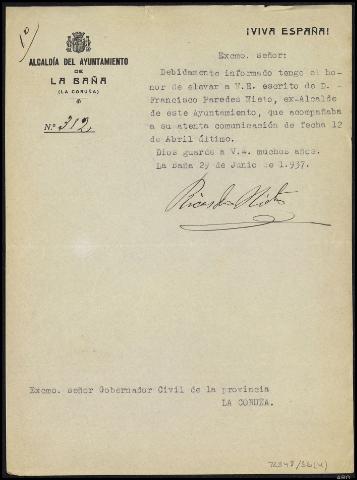 ¡VIVA ESPAÑA!
ALCALDÍA DEL AYUNTAMIENTO
DE
LA BAÑA
(LA CORUÑA)
N.º 312
Excmo. Señor:
Debidamente informado tengo el ho-
nor de elevar a V.E. escrito de D. -
Francisco Paredes Nieto, ex-Alcalde
de este Ayuntamiento, que acompañaba
a su atenta comunicación de fecha 12
de Abril último.
Dios guarde a V.E. muchos años.
La Baña 29 de Junio de 1.937.
Ricardo Nieto
Excmo. señor Gobernador Civil de la provincia
LA CORUÑA.